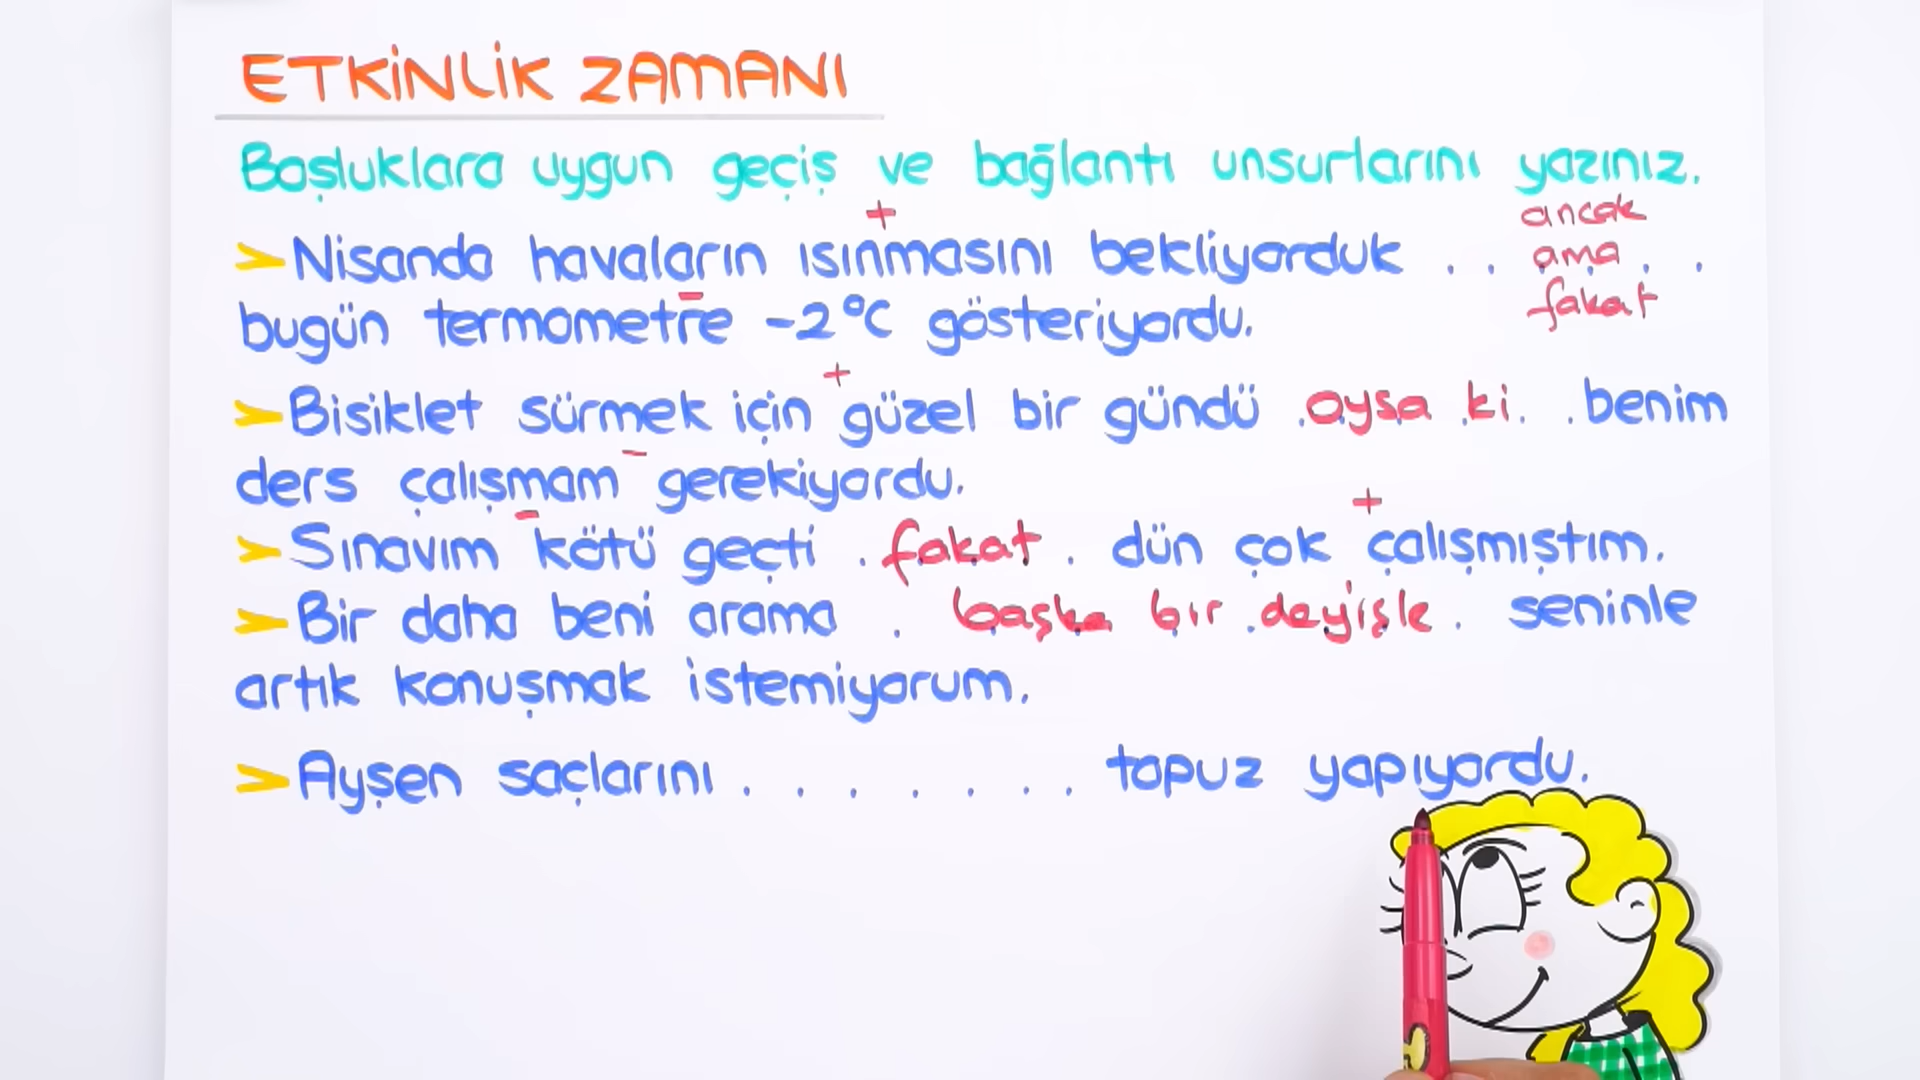 ETKİNLİK ZAMANI
Boşluklara uygun geçiş ve bağlantı unsurlarını yazınız.
+
ancak
➤Nisanda havaların ısınmasını bekliyorduk . . ama . .
fakat
-
bugün termometre -2°C gösteriyordu.
+
➤Bisiklet sürmek için güzel bir gündü .oysa ki. .benim
-
ders çalışmam gerekiyordu.
- +
➤Sınavım kötü geçti .fakat. dün çok çalışmıştım.
➤Bir daha beni arama . başka bir .deyişle. seninle
artık konuşmak istemiyorum.
➤Ayşen saçlarını . . . . . . . topuz yapıyordu.